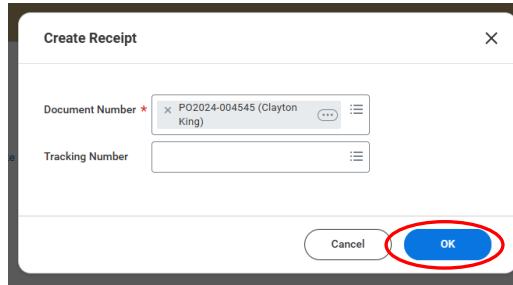 Create Receipt
Document Number * × PO2024-004545 (Clayton
King)
Tracking Number
Cancel OK